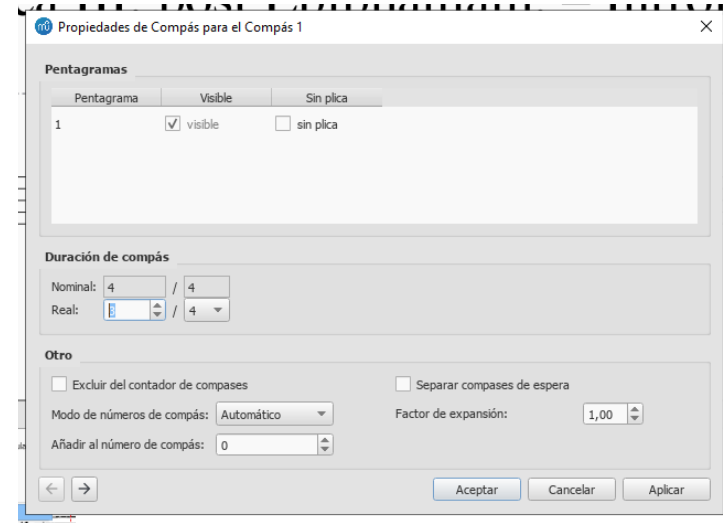 Propiedades de Compás para el Compás 1
Pentagramas
Pentagrama Visible Sin plica
1 visible sin plica
Duración de compás
Nominal: 4 / 4
Real: 3 / 4
Otro
Excluir del contador de compases Separar compases de espera
Modo de números de compás: Automático Factor de expansión: 1,00
Añadir al número de compás: 0
Aceptar Cancelar Aplicar